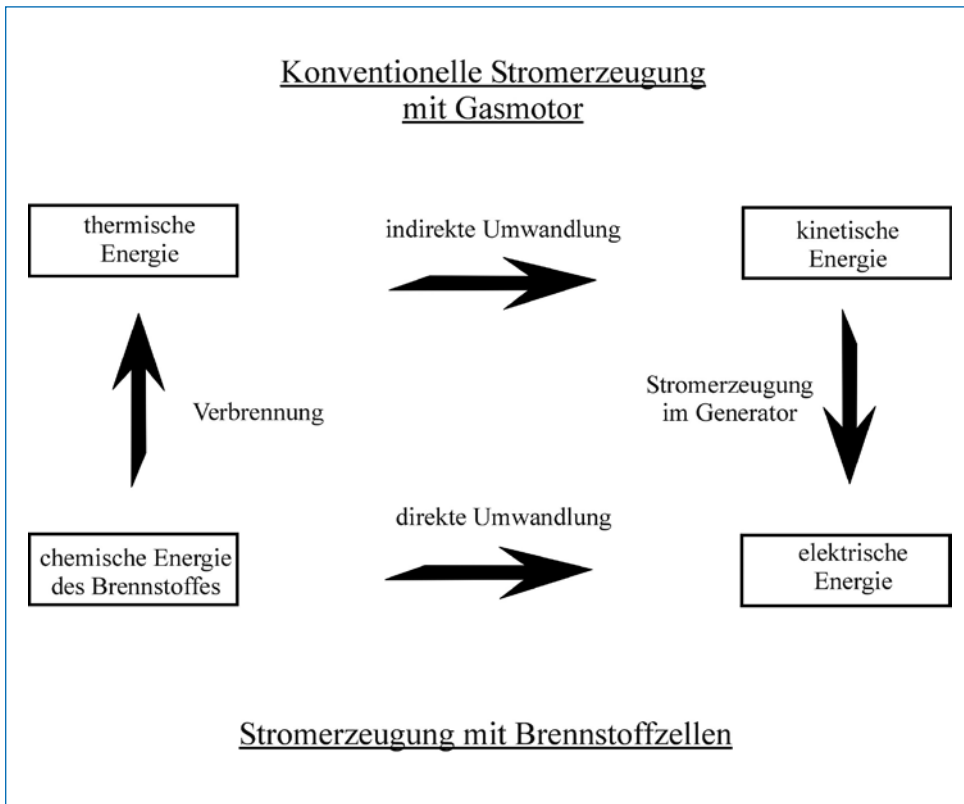 Konventionelle Stromerzeugung
mit Gasmotor
thermische
Energie
indirekte Umwandlung
kinetische
Energie
Verbrennung
Stromerzeugung
im Generator
chemische Energie
des Brennstoffes
direkte Umwandlung
elektrische
Energie
Stromerzeugung mit Brennstoffzellen